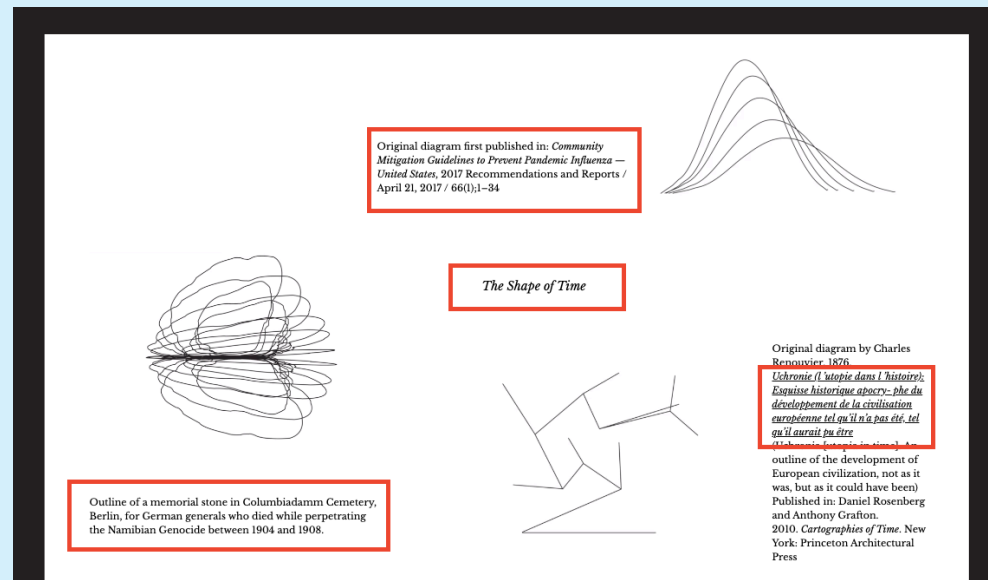 Original diagram first published in: Community
Mitigation Guidelines to Prevent Pandemic Influenza —
United States, 2017 Recommendations and Reports /
April 21, 2017 / 66(1);1–34
The Shape of Time
Original diagram by Charles
Renouvier, 1876.
Uchronie (l'utopie dans l'histoire):
Esquisse historique apocry- phe du
développement de la civilisation
européenne tel qu'il n'a pas été, tel
qu'il aurait pu être
(Uchronie [utopia in time]. An
outline of the development of
European civilization, not as it
was, but as it could have been)
Published in: Daniel Rosenberg
and Anthony Grafton.
2010. Cartographies of Time. New
York: Princeton Architectural
Press
Outline of a memorial stone in Columbiadamm Cemetery,
Berlin, for German generals who died while perpetrating
the Namibian Genocide between 1904 and 1908.